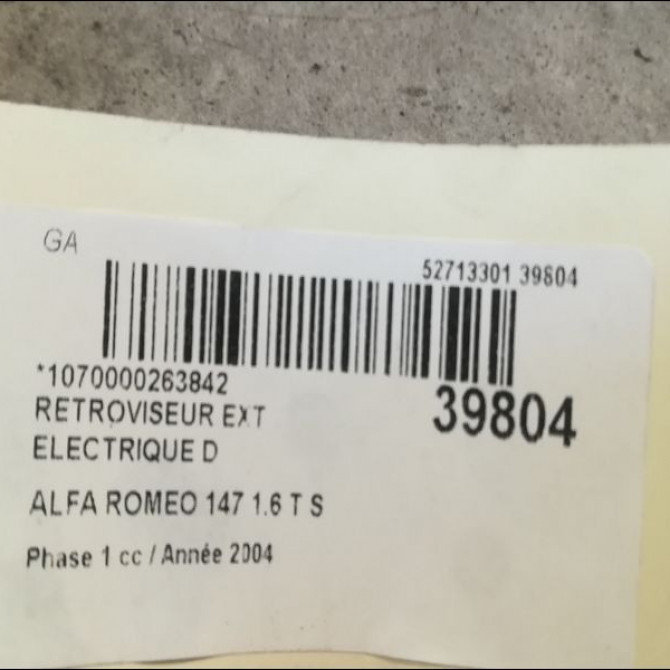 GA
52713301 39804
*1070000263842
39804
RETROVISEUR EXT
ELECTRIQUE D
ALFA ROMEO 147 1.6 T S
Phase 1 cc / Année 2004